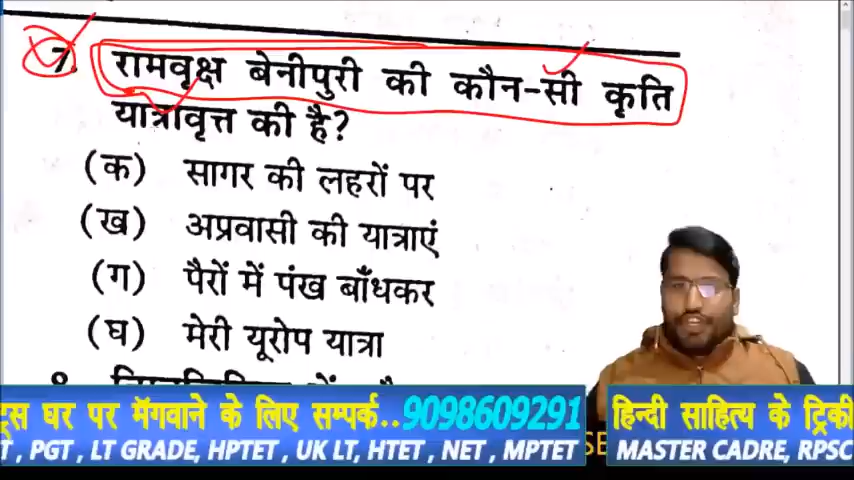 7. रामवृक्ष बेनीपुरी की कौन-सी कृति
यात्रावृत्त की है?
(क) सागर की लहरों पर
(ख) अप्रवासी की यात्राएं
(ग) पैरों में पंख बाँधकर
(घ) मेरी यूरोप यात्रा
घर पर मॅगवाने के लिए सम्पर्क..9098609291
हिन्दी साहित्य के ट्रिकी
, PGT , LT GRADE, HPTET , UK LT, HTET , NET , MPTET
MASTER CADRE, RPSC